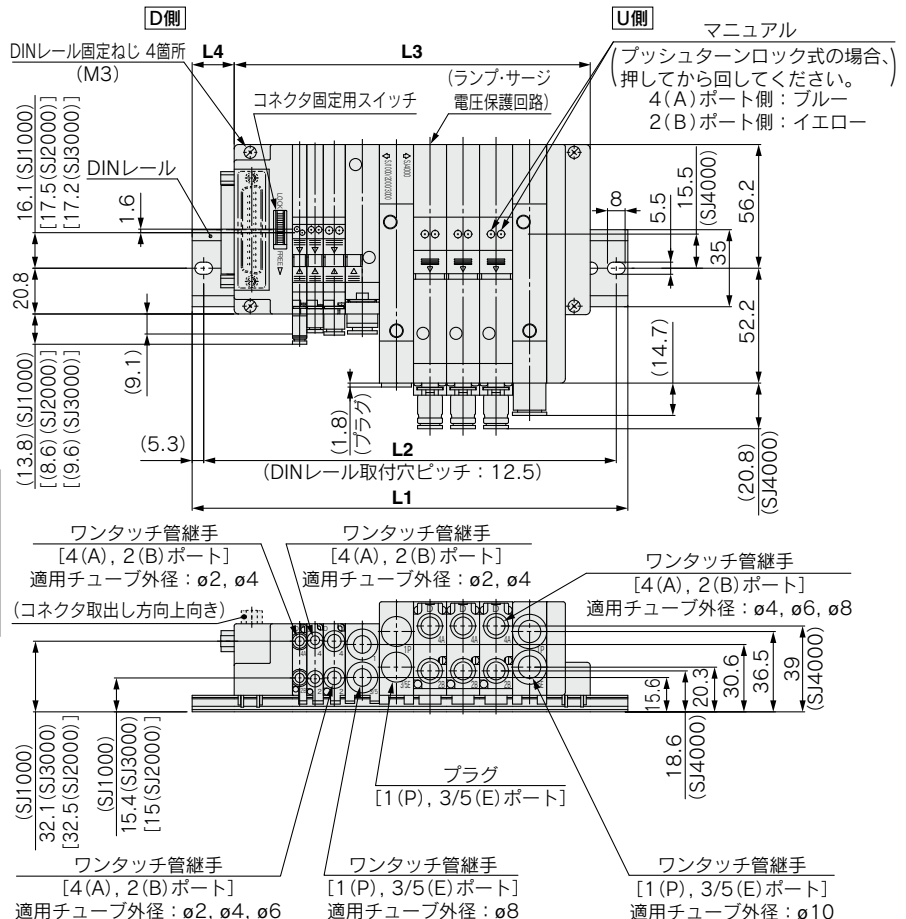 D側
U側
DINレール固定ねじ 4箇所
(M3)
L4
L3
マニュアル
(プッシュターンロック式の場合、
押してから回してください。)
4(A)ポート側：ブルー
2(B)ポート側：イエロー
コネクタ固定用スイッチ
(ランプ・サージ
電圧保護回路)
DINレール
16.1(SJ1000)
[17.5(SJ2000)]
[17.2(SJ3000)]
1.6
20.8
(13.8)(SJ1000)
[(8.6)(SJ2000)]
[(9.6)(SJ3000)]
(9.1)
(5.3)
LOCK
FREE
SJ1000/2000/3000
SJ4000
8
5.5
15.5
(SJ4000)
35
56.2
52.2
(14.7)
(20.8)
(SJ4000)
(1.8)
(プラグ)
L2
(DINレール取付穴ピッチ：12.5)
L1
ワンタッチ管継手
[4(A), 2(B)ポート]
適用チューブ外径：ø2, ø4
ワンタッチ管継手
[4(A), 2(B)ポート]
適用チューブ外径：ø2, ø4
ワンタッチ管継手
[4(A), 2(B)ポート]
適用チューブ外径：ø4, ø6, ø8
(コネクタ取出し方向上向き)
1P
4A
4A
4A
3/5E
2B
2B
2B
(SJ1000)
32.1(SJ3000)
[32.5(SJ2000)]
(SJ1000)
15.4(SJ3000)
[15(SJ2000)]
15.6
18.6
(SJ4000)
20.3
30.6
36.5
39
(SJ4000)
プラグ
[1(P), 3/5(E)ポート]
ワンタッチ管継手
[4(A), 2(B)ポート]
適用チューブ外径：ø2, ø4, ø6
ワンタッチ管継手
[1(P), 3/5(E)ポート]
適用チューブ外径：ø8
ワンタッチ管継手
[1(P), 3/5(E)ポート]
適用チューブ外径：ø10